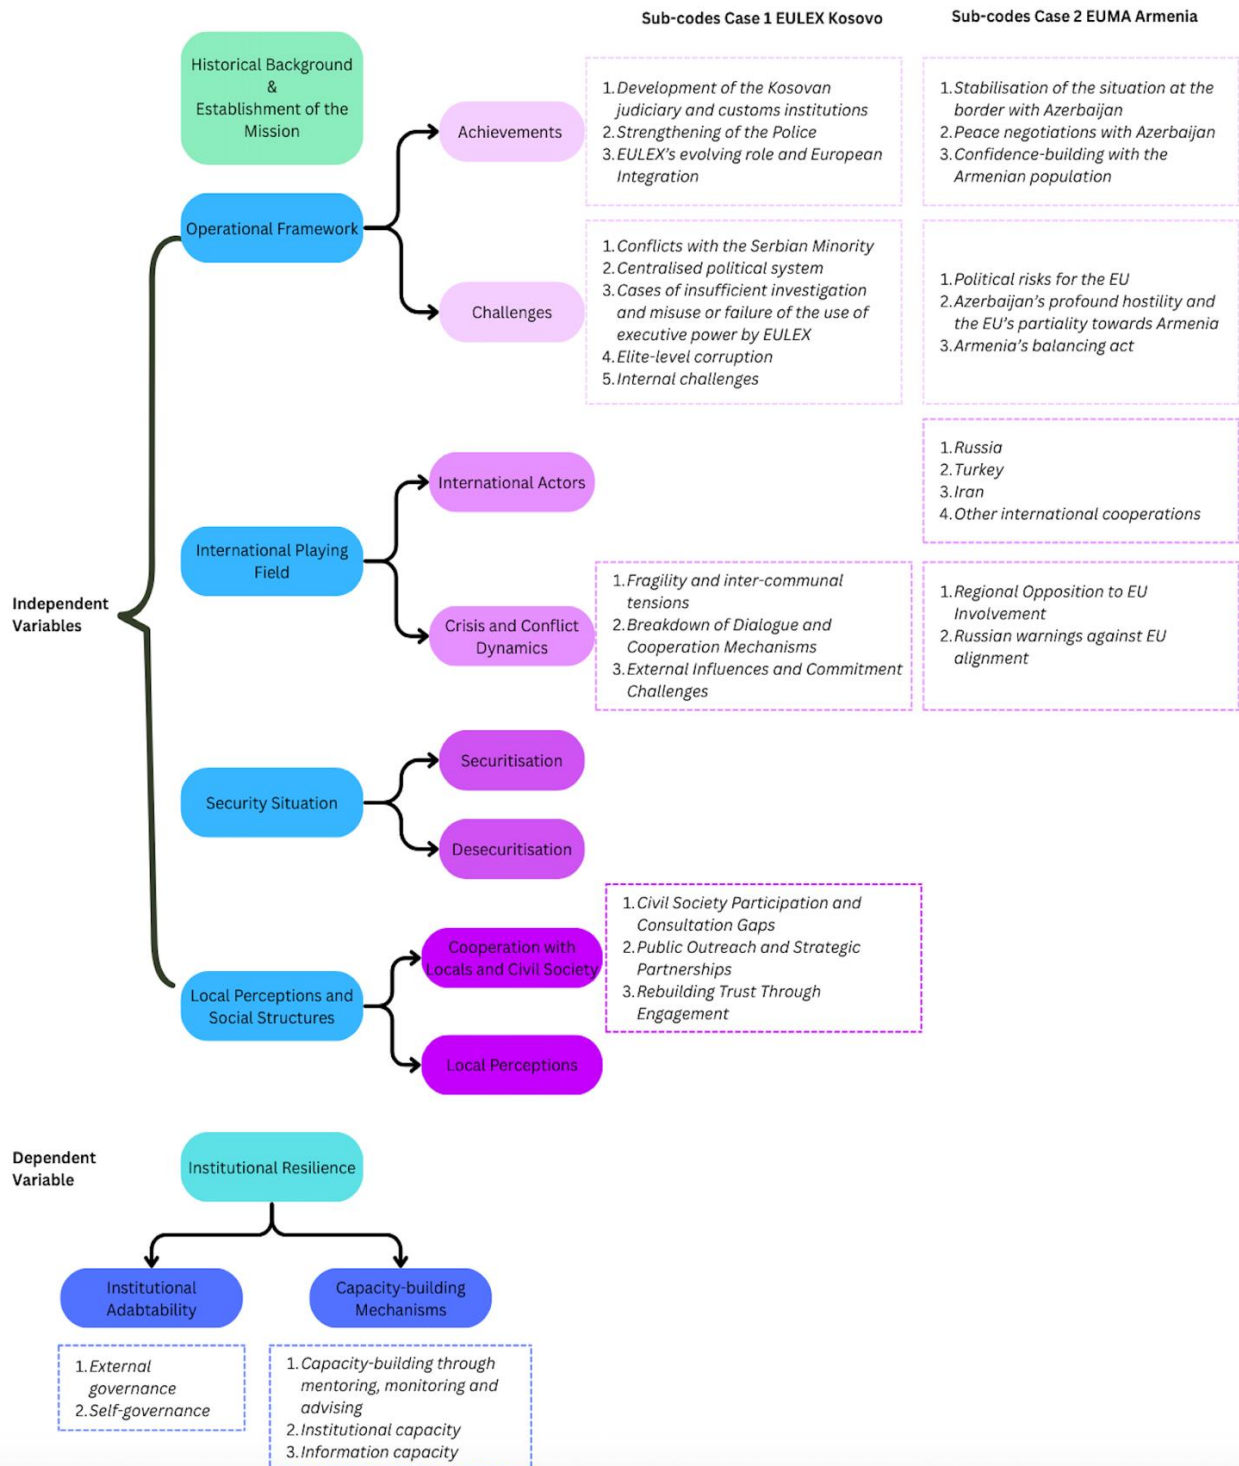 Sub-codes Case 1 EULEX Kosovo
Sub-codes Case 2 EUMA Armenia
Historical Background
&
Establishment of the
Mission
Operational Framework
Achievements
1. Development of the Kosovan
judiciary and customs institutions
2. Strengthening of the Police
3. EULEX's evolving role and European
Integration
1. Stabilisation of the situation at the
border with Azerbaijan
2. Peace negotiations with Azerbaijan
3. Confidence-building with the
Armenian population
Challenges
1. Conflicts with the Serbian Minority
2. Centralised political system
3. Cases of insufficient investigation
and misuse or failure of the use of
executive power by EULEX
4. Elite-level corruption
5. Internal challenges
1. Political risks for the EU
2. Azerbaijan's profound hostility and
the EU's partiality towards Armenia
3. Armenia's balancing act
Independent
Variables
International Playing
Field
International Actors
1. Russia
2. Turkey
3. Iran
4. Other international cooperations
Crisis and Conflict
Dynamics
1. Fragility and inter-communal
tensions
2. Breakdown of Dialogue and
Cooperation Mechanisms
3. External Influences and Commitment
Challenges
1. Regional Opposition to EU
Involvement
2. Russian warnings against EU
alignment
Security Situation
Securitisation
Desecuritisation
Local Perceptions and
Social Structures
Cooperation with
Locals and Civil Society
1. Civil Society Participation and
Consultation Gaps
2. Public Outreach and Strategic
Partnerships
3. Rebuilding Trust Through
Engagement
Local Perceptions
Dependent
Variable
Institutional Resilience
Institutional
Adabtability
1. External
governance
2. Self-governance
Capacity-building
Mechanisms
1. Capacity-building through
mentoring, monitoring and
advising
2. Institutional capacity
3. Information capacity